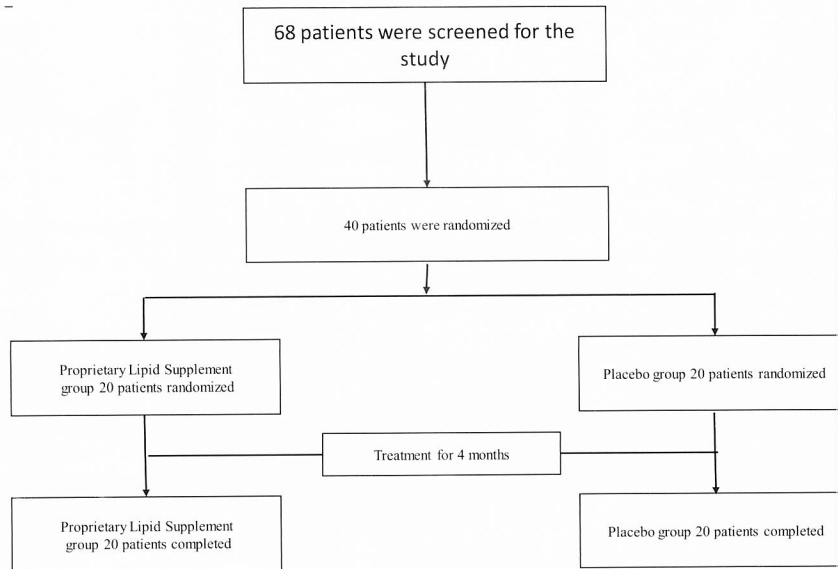 68 patients were screened for the
study
40 patients were randomized
Proprietary Lipid Supplement
group 20 patients randomized
Placebo group 20 patients randomized
Treatment for 4 months
Proprietary Lipid Supplement
group 20 patients completed
Placebo group 20 patients completed